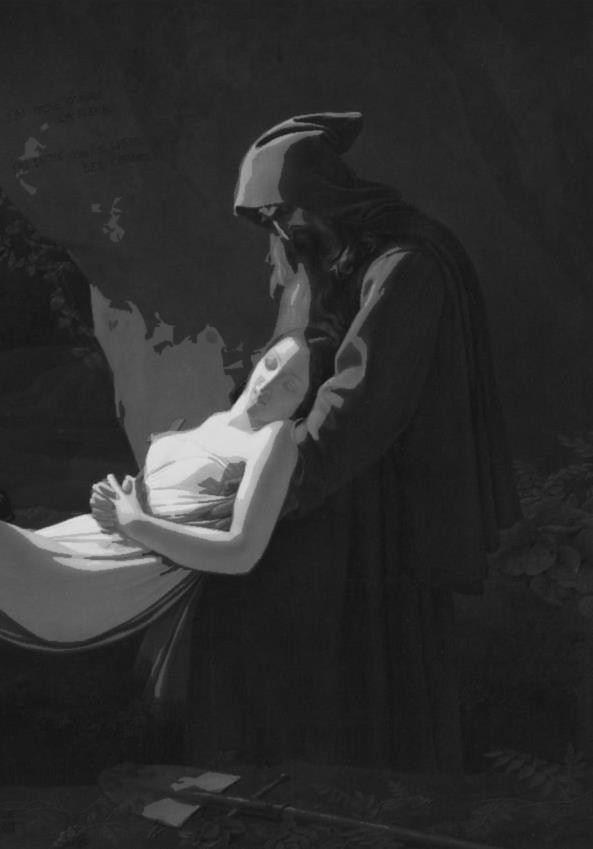 J'AI PASSÉ COMME
LA FLEUR
J'AI SÉCHÉ COMME L'HERBE
DES CHAMPS